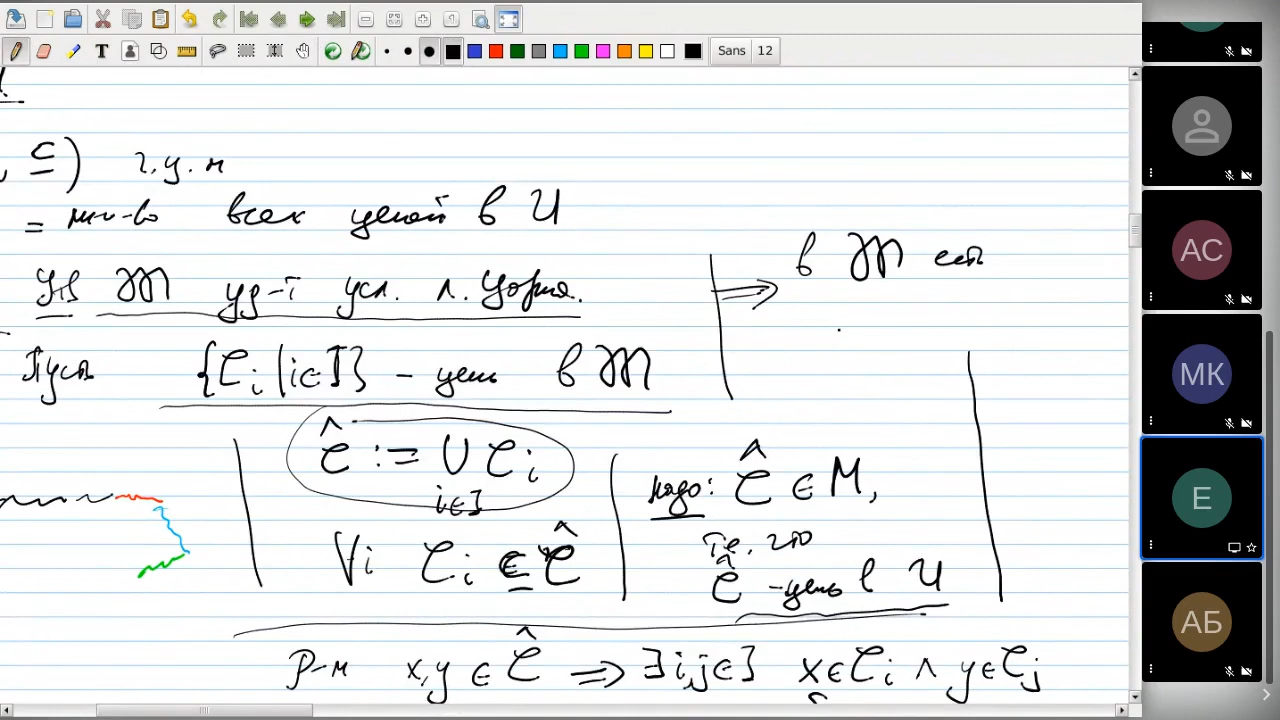 Sans 12
, ⊆) ч.у.м
= мн-во всех цепей в U
Утв 𝔐 уд-т усл. л. Цорна.
⟹ в 𝔐 есть
Пусть {C_i | i∈I} – цепь в 𝔐
Ĉ := ∪ C_i
i∈I
надо: Ĉ ∈ M,
т.е. что
∀i C_i ⊆ Ĉ
Ĉ – цепь в U
Р-м x,y ∈ Ĉ ⟹ ∃i,j∈I x∈C_i ∧ y∈C_j
АС
МК
Е
АБ